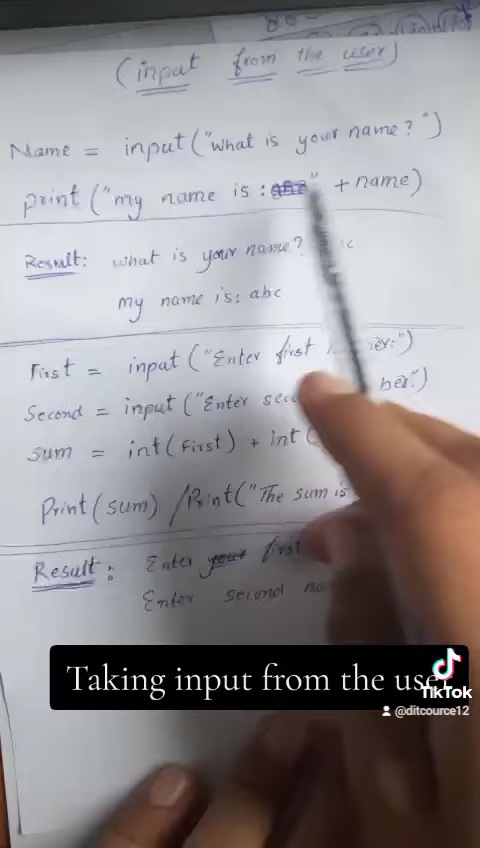 (input from the user)
Name = input("what is your name?")
print("my name is:" + name)
Result: what is your name?
my name is: abc
First = input("Enter first
Second = input("Enter
sum = int(First) + int(
Print(sum) /Print("The sum is
Result: Enter first
Enter second no
Taking input from the user
TikTok
@ditcource12